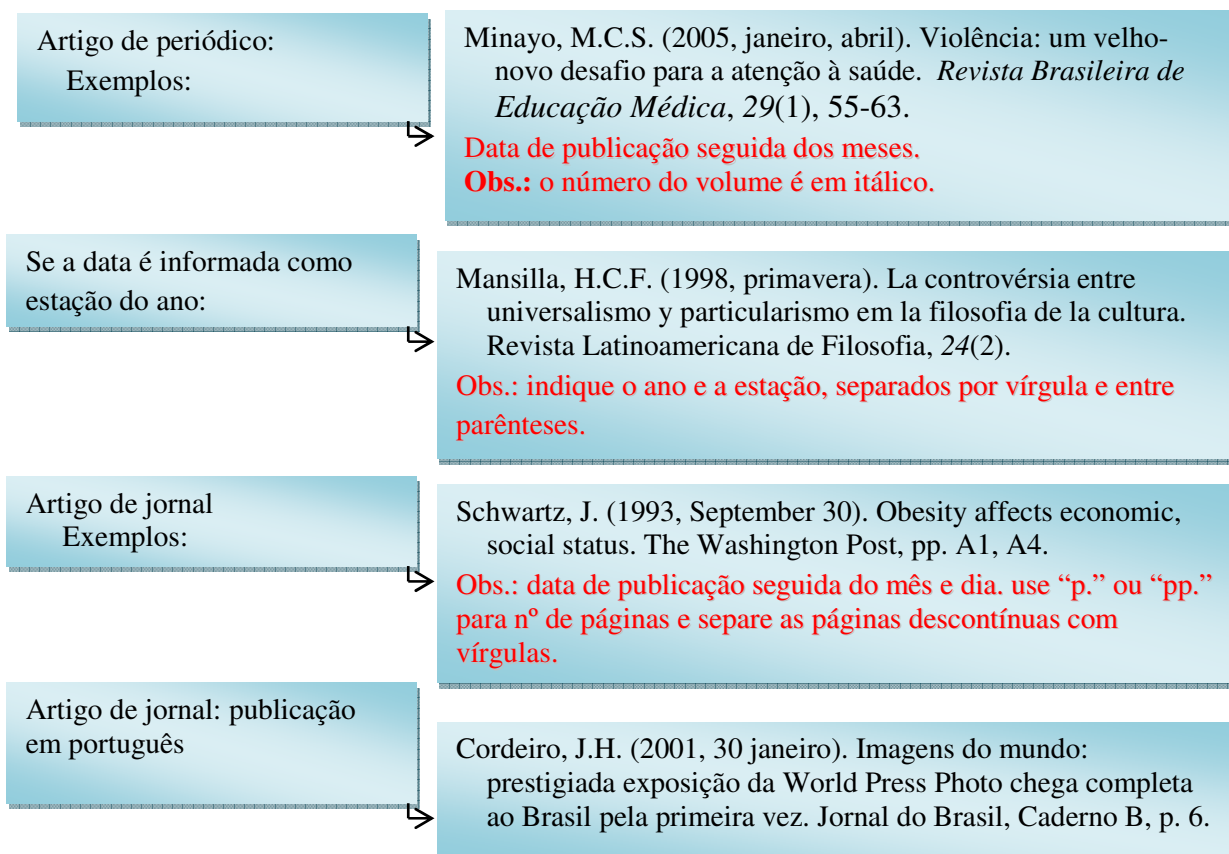 Artigo de periódico:
Exemplos:
Minayo, M.C.S. (2005, janeiro, abril). Violência: um velho-
novo desafio para a atenção à saúde. Revista Brasileira de
Educação Médica, 29(1), 55-63.
Data de publicação seguida dos meses.
Obs.: o número do volume é em itálico.
Se a data é informada como
estação do ano:
Mansilla, H.C.F. (1998, primavera). La controvérsia entre
universalismo y particularismo em la filosofia de la cultura.
Revista Latinoamericana de Filosofia, 24(2).
Obs.: indique o ano e a estação, separados por vírgula e entre
parênteses.
Artigo de jornal
Exemplos:
Schwartz, J. (1993, September 30). Obesity affects economic,
social status. The Washington Post, pp. A1, A4.
Obs.: data de publicação seguida do mês e dia. use “p.” ou “pp.”
para nº de páginas e separe as páginas descontínuas com
vírgulas.
Artigo de jornal: publicação
em português
Cordeiro, J.H. (2001, 30 janeiro). Imagens do mundo:
prestigiada exposição da World Press Photo chega completa
ao Brasil pela primeira vez. Jornal do Brasil, Caderno B, p. 6.